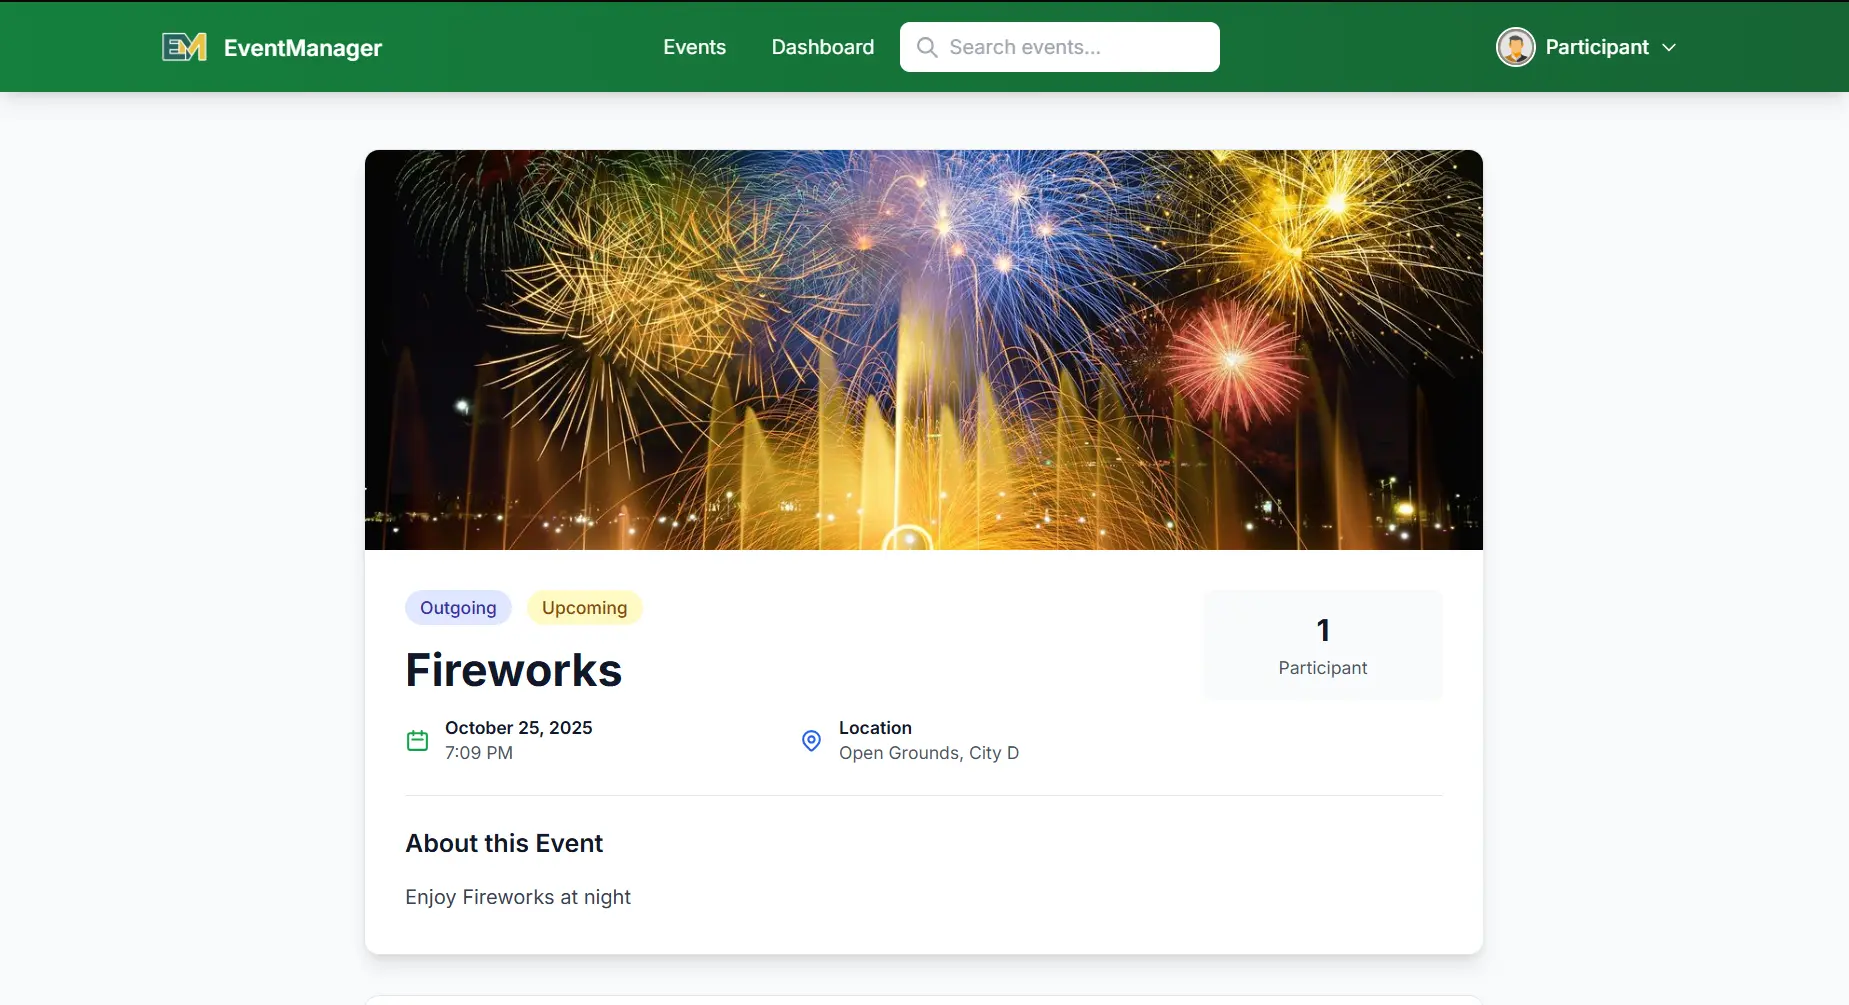 EM EventManager
Events
Dashboard
Search events...
Participant
Outgoing
Upcoming
1
Participant
Fireworks
October 25, 2025
7:09 PM
Location
Open Grounds, City D
About this Event
Enjoy Fireworks at night